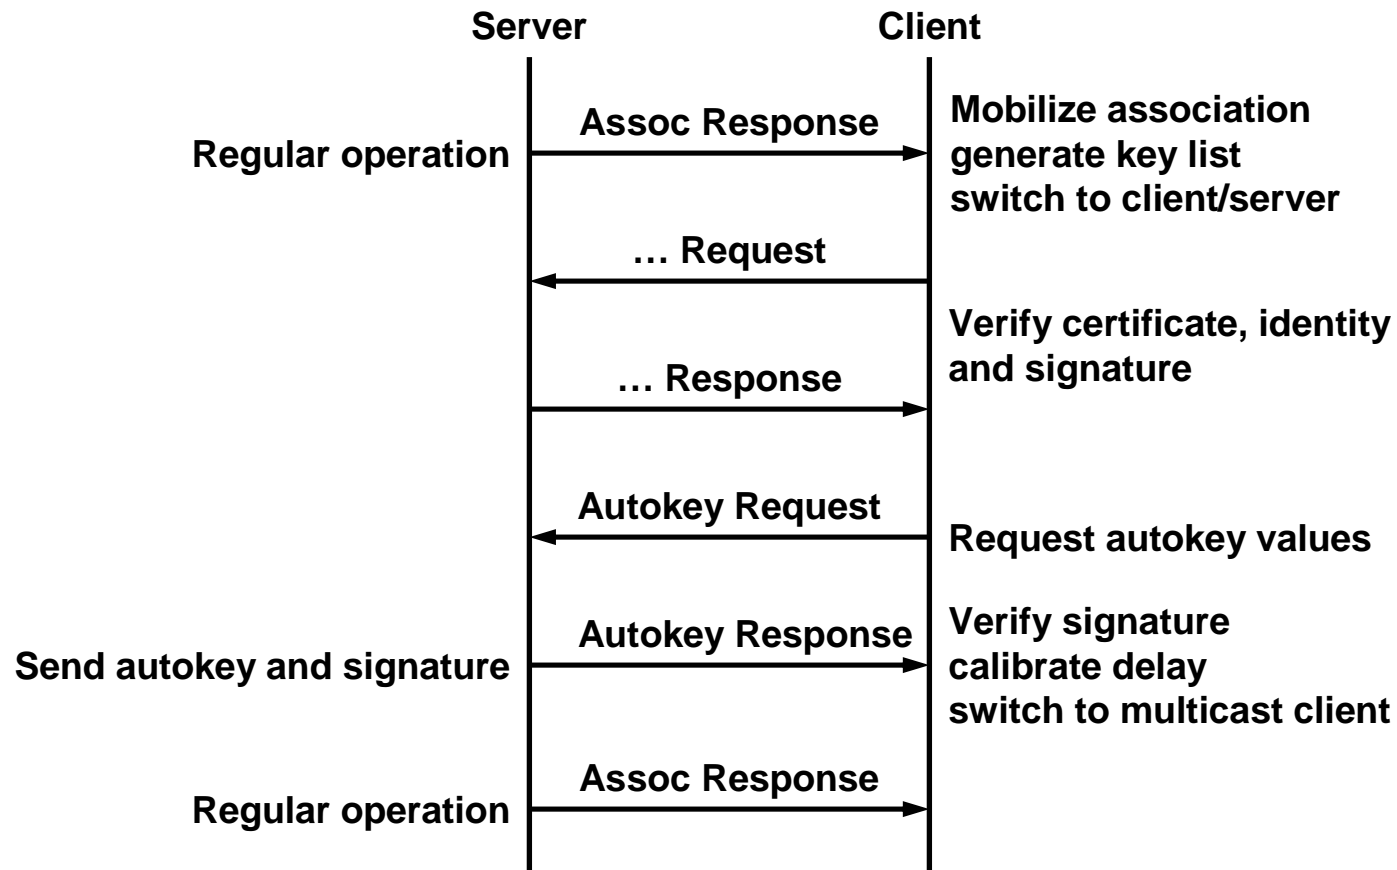 Server
Client
Assoc Response
Regular operation
Mobilize association
generate key list
switch to client/server
… Request
Verify certificate, identity
and signature
… Response
Autokey Request
Request autokey values
Autokey Response
Send autokey and signature
Verify signature
calibrate delay
switch to multicast client
Assoc Response
Regular operation